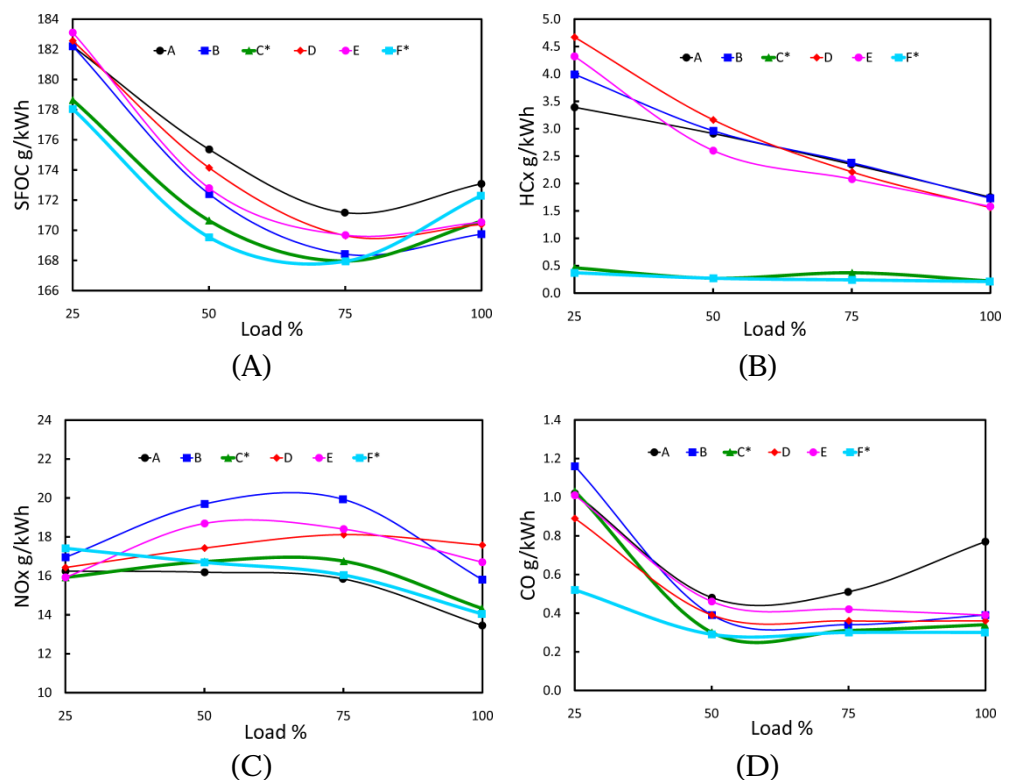 SFOC g/kWh
184
182
180
178
176
174
172
170
168
166
A B C* D E F*
25 50 75 100
Load %
(A)
HCx g/kWh
5.0
4.5
4.0
3.5
3.0
2.5
2.0
1.5
1.0
0.5
0.0
A B C* D E F*
25 50 75 100
Load %
(B)
NOx g/kWh
24
22
20
18
16
14
12
10
A B C* D E F*
25 50 75 100
Load %
(C)
CO g/kWh
1.4
1.2
1.0
0.8
0.6
0.4
0.2
0.0
A B C* D E F*
25 50 75 100
Load %
(D)